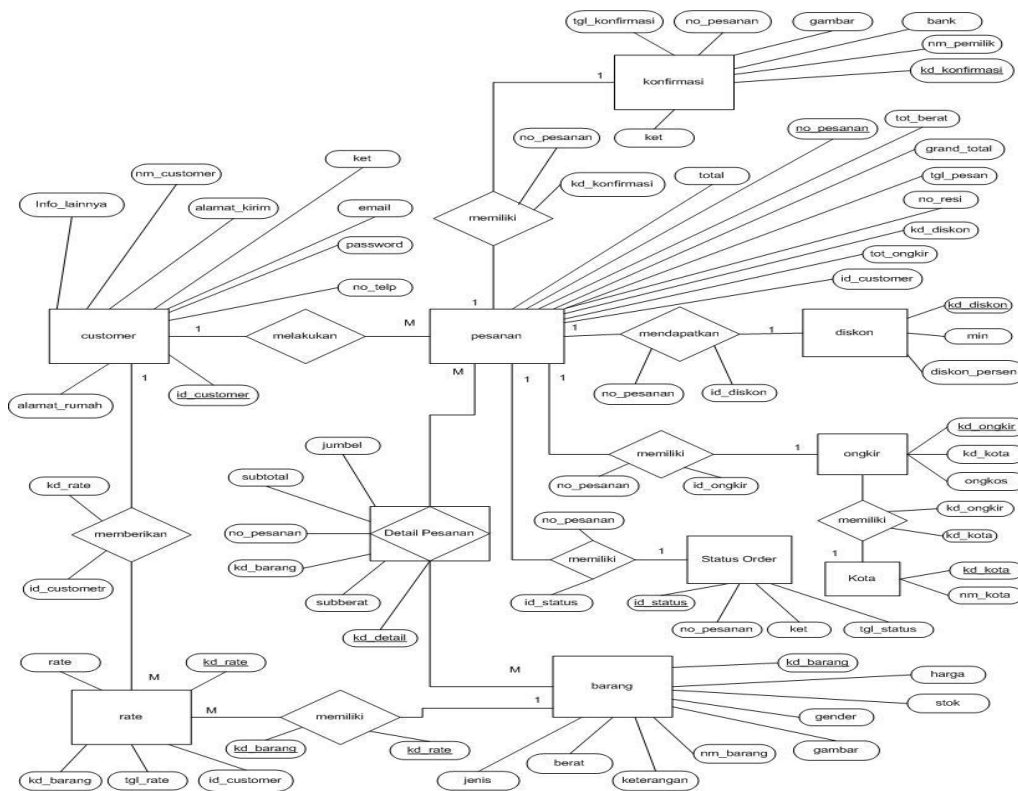 tgl_konfirmasi
no_pesanan
gambar
bank
nm_pemilik
kd_konfirmasi
konfirmasi
1
ket
no_pesanan
kd_konfirmasi
memiliki
1
total
no_pesanan
tot_berat
grand_total
tgl_pesan
no_resi
kd_diskon
tot_ongkir
id_customer
Info_lainnya
nm_customer
ket
alamat_kirim
email
password
no_telp
customer
1
melakukan
M
pesanan
1
mendapatkan
1
diskon
kd_diskon
min
diskon_persen
no_pesanan
id_diskon
alamat_rumah
id_customer
1
M
1
1
memiliki
1
ongkir
kd_ongkir
kd_kota
ongkos
no_pesanan
id_ongkir
kd_ongkir
memiliki
kd_kota
1
Kota
kd_kota
nm_kota
jumbel
subtotal
no_pesanan
kd_barang
subberat
kd_detail
Detail Pesanan
kd_rate
memberikan
id_custometr
no_pesanan
memiliki
1
id_status
Status Order
id_status
no_pesanan
ket
tgl_status
rate
kd_rate
M
rate
M
memiliki
1
kd_barang
kd_rate
kd_barang
tgl_rate
id_customer
M
barang
kd_barang
harga
stok
gender
gambar
nm_barang
keterangan
berat
jenis